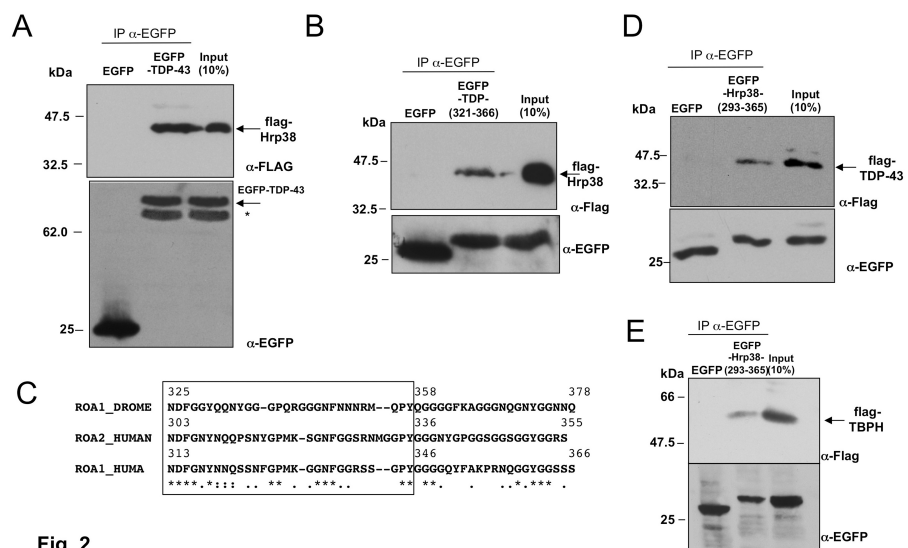 A
IP α-EGFP
kDa
EGFP
EGFP
-TDP-43
Input
(10%)
47.5
flag-
Hrp38
32.5
α-FLAG
EGFP-TDP-43
*
62.0
25
α-EGFP
B
IP α-EGFP
kDa
EGFP
EGFP
-TDP-
(321-366)
Input
(10%)
47.5
flag-
Hrp38
32.5
α-Flag
25
α-EGFP
D
IP α-EGFP
kDa
EGFP
EGFP
-Hrp38-
(293-365)
Input
(10%)
47.5
flag-
TDP-43
32.5
α-Flag
25
α-EGFP
C
325 358 378
ROA1_DROME NDFGGYQQNYGG-GPQRGGGNFNNNRM--QPYQGGGGFKAGGGNQGNYGGNNQ
303 336 355
ROA2_HUMAN NDFGNYNQQPSNYGPMK-SGNFGGSRNMGGPYGGGNYGPGGSGGSGGYGGRS
313 346 366
ROA1_HUMA NDFGNYNNQSSNFGPMK-GGNFGGRSS--GPYGGGGQYFAKPRNQGGYGGSSS
E
IP α-EGFP
kDa
EGFP
EGFP
-Hrp38-
(293-365)
Input
(10%)
66
flag-
TBPH
47.5
α-Flag
25
α-EGFP
Fig. 2